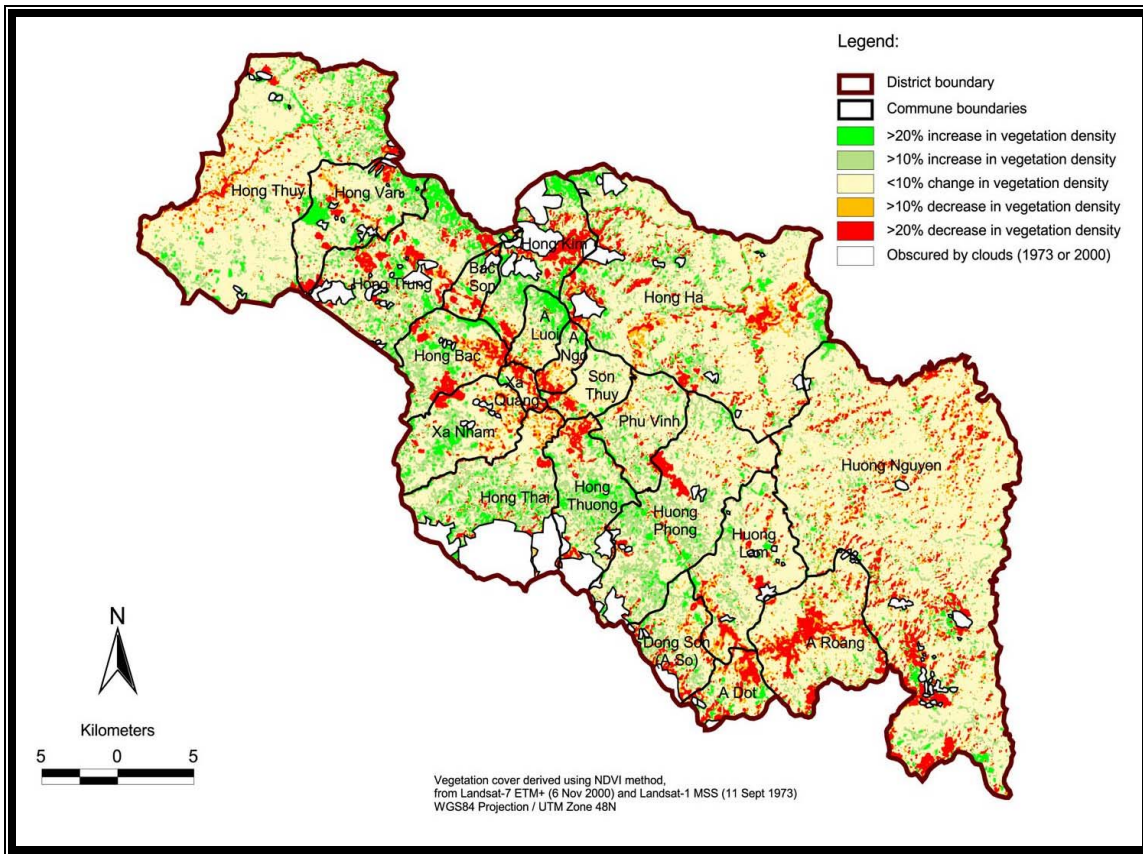 Legend:
District boundary
Commune boundaries
>20% increase in vegetation density
>10% increase in vegetation density
<10% change in vegetation density
>10% decrease in vegetation density
>20% decrease in vegetation density
Obscured by clouds (1973 or 2000)
Hong Thuy
Hong Van
Hong Kim
Bac
Son
Hong Trung
Hong Ha
A
Luoi
A
Ngo
Hong Bac
Xa
Quang
Son
Thuy
Xa Nham
Phu Vinh
Huong Nguyen
Hong Thai
Hong
Thuong
Huong
Phong
Huong
Lam
Dong Son
(A So)
A Roang
A Dot
N
Kilometers
5 0 5
Vegetation cover derived using NDVI method,
from Landsat-7 ETM+ (6 Nov 2000) and Landsat-1 MSS (11 Sept 1973)
WGS84 Projection / UTM Zone 48N